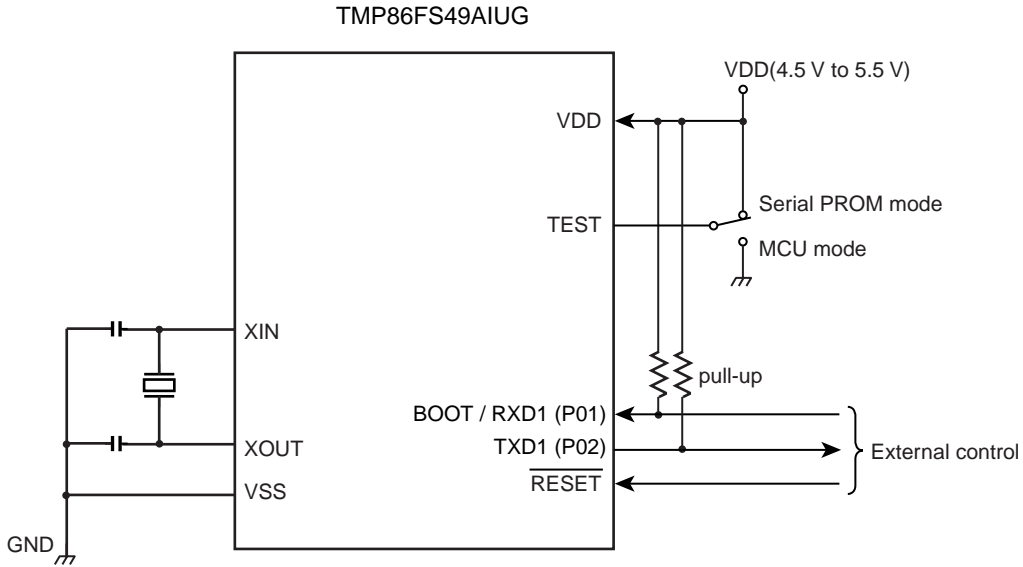 TMP86FS49AIUG
VDD(4.5 V to 5.5 V)
VDD
Serial PROM mode
TEST
MCU mode
XIN
pull-up
BOOT / RXD1 (P01)
XOUT
TXD1 (P02)
External control
RESET
VSS
GND